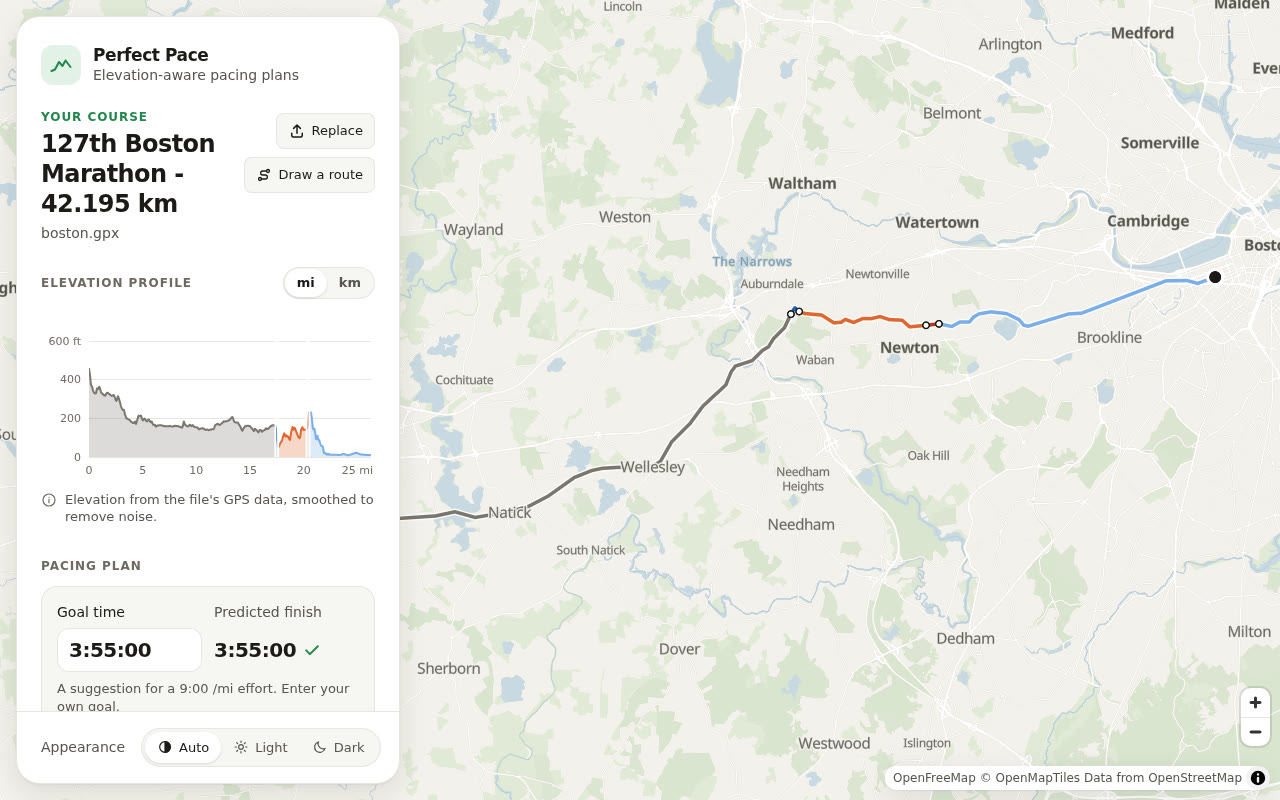 Perfect Pace
Elevation-aware pacing plans
YOUR COURSE
127th Boston
Marathon -
42.195 km
boston.gpx
Replace
Draw a route
ELEVATION PROFILE
mi
km
600 ft
400
200
0
0
5
10
15
20
25 mi
Elevation from the file's GPS data, smoothed to
remove noise.
PACING PLAN
Goal time
Predicted finish
3:55:00
3:55:00
A suggestion for a 9:00 /mi effort. Enter your
own goal.
Appearance
Auto
Light
Dark
Lincoln
Malden
Medford
Arlington
Ever
Belmont
Somerville
Waltham
Weston
Wayland
Watertown
Cambridge
Bosto
The Narrows
Newtonville
Auburndale
Brookline
Newton
Waban
Cochituate
Oak Hill
Wellesley
Needham
Heights
Natick
Needham
South Natick
Milton
Dedham
Dover
Sherborn
Westwood
Islington
OpenFreeMap © OpenMapTiles Data from OpenStreetMap